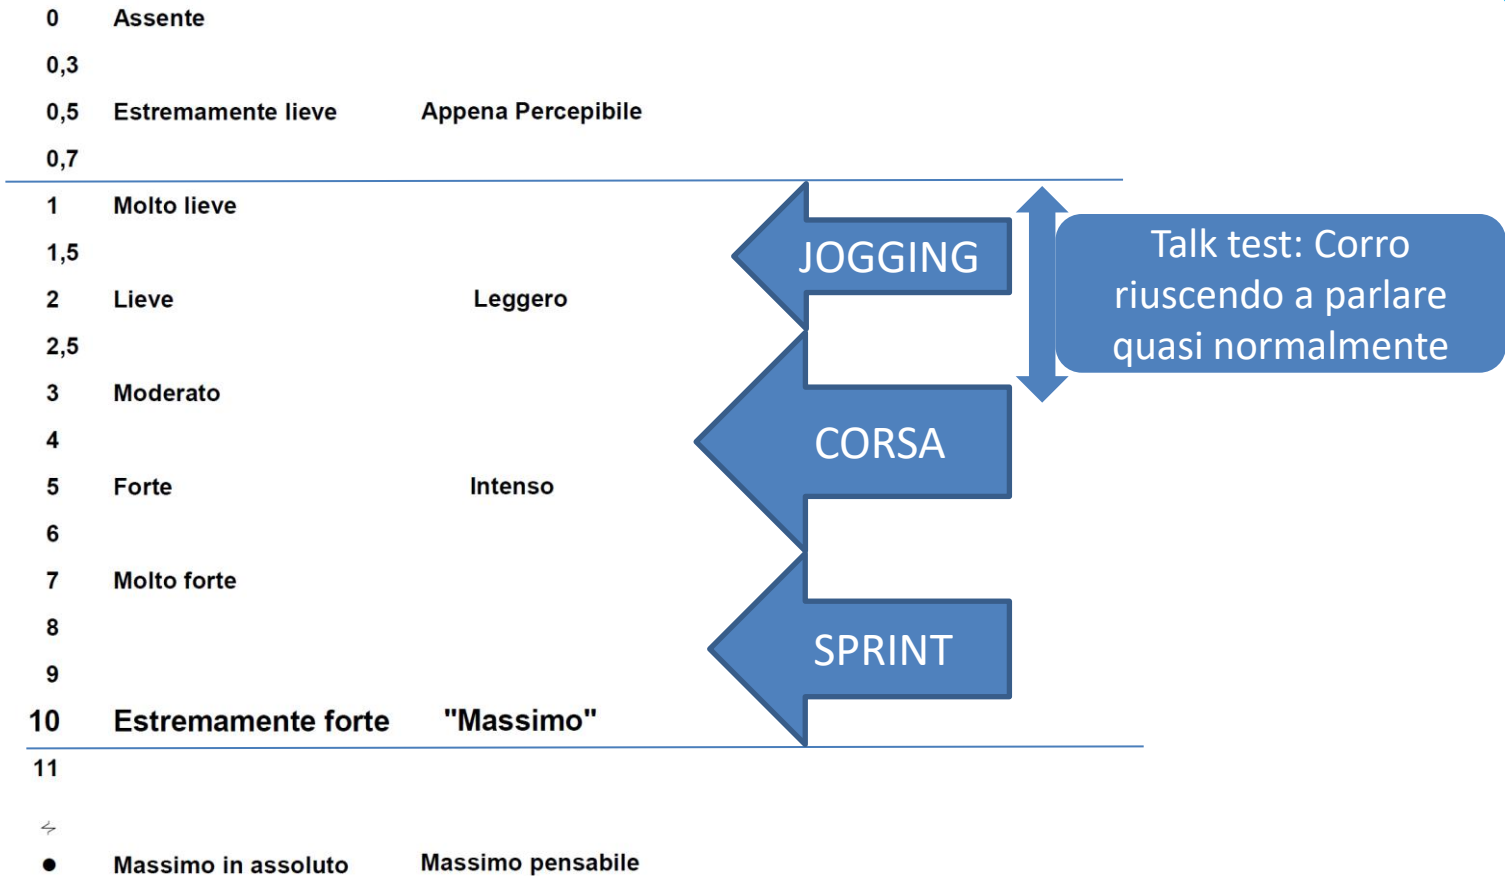 0 Assente
0,3
0,5 Estremamente lieve Appena Percepibile
0,7
1 Molto lieve
1,5
2 Lieve Leggero
2,5
3 Moderato
4
5 Forte Intenso
6
7 Molto forte
8
9
10 Estremamente forte "Massimo"
11
● Massimo in assoluto Massimo pensabile
JOGGING
CORSA
SPRINT
Talk test: Corro
riuscendo a parlare
quasi normalmente